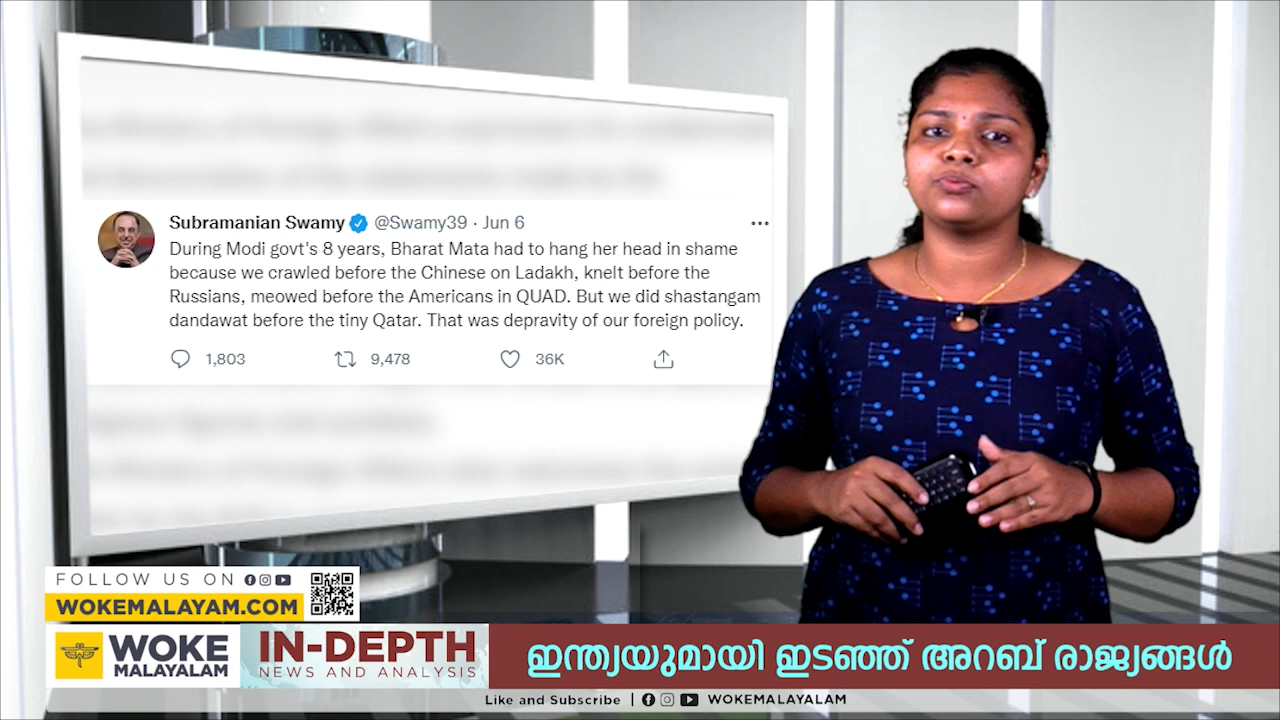 Subramanian Swamy @Swamy39 · Jun 6
During Modi govt's 8 years, Bharat Mata had to hang her head in shame
because we crawled before the Chinese on Ladakh, knelt before the
Russians, meowed before the Americans in QUAD. But we did shastangam
dandawat before the tiny Qatar. That was depravity of our foreign policy.
1,803 9,478 36K
FOLLOW US ON
WOKEMALAYAM.COM
WOKE
MALAYALAM
IN-DEPTH
NEWS AND ANALYSIS
ഇന്ത്യയുമായി ഇടഞ്ഞ് അറബ് രാജ്യങ്ങൾ
Like and Subscribe | WOKEMALAYALAM